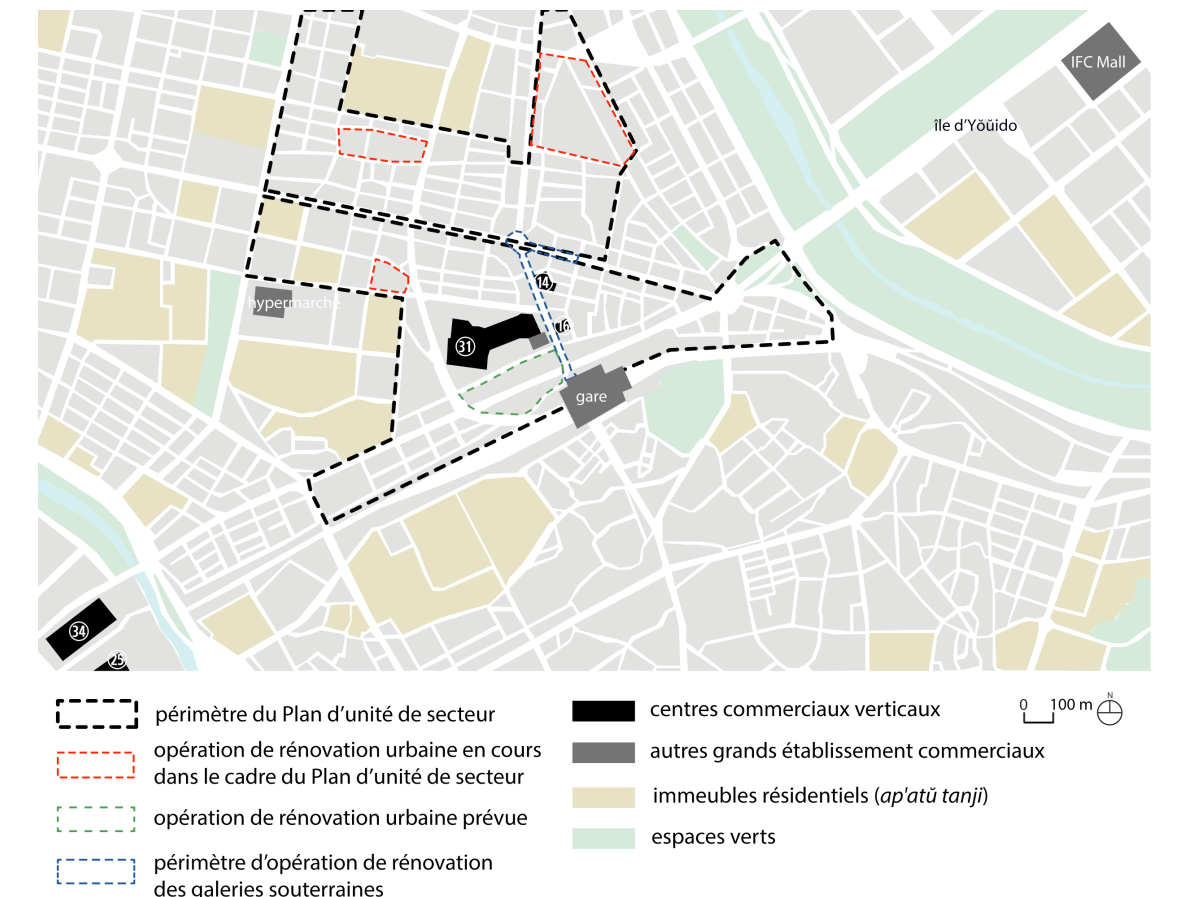 IFC Mall
île d'Yŏŭido
hypermarché
14
16
31
gare
34
25
périmètre du Plan d'unité de secteur
opération de rénovation urbaine en cours
dans le cadre du Plan d'unité de secteur
opération de rénovation urbaine prévue
périmètre d'opération de rénovation
des galeries souterraines
centres commerciaux verticaux
autres grands établissement commerciaux
immeubles résidentiels (ap'atŭ tanji)
espaces verts
0 100 m
N